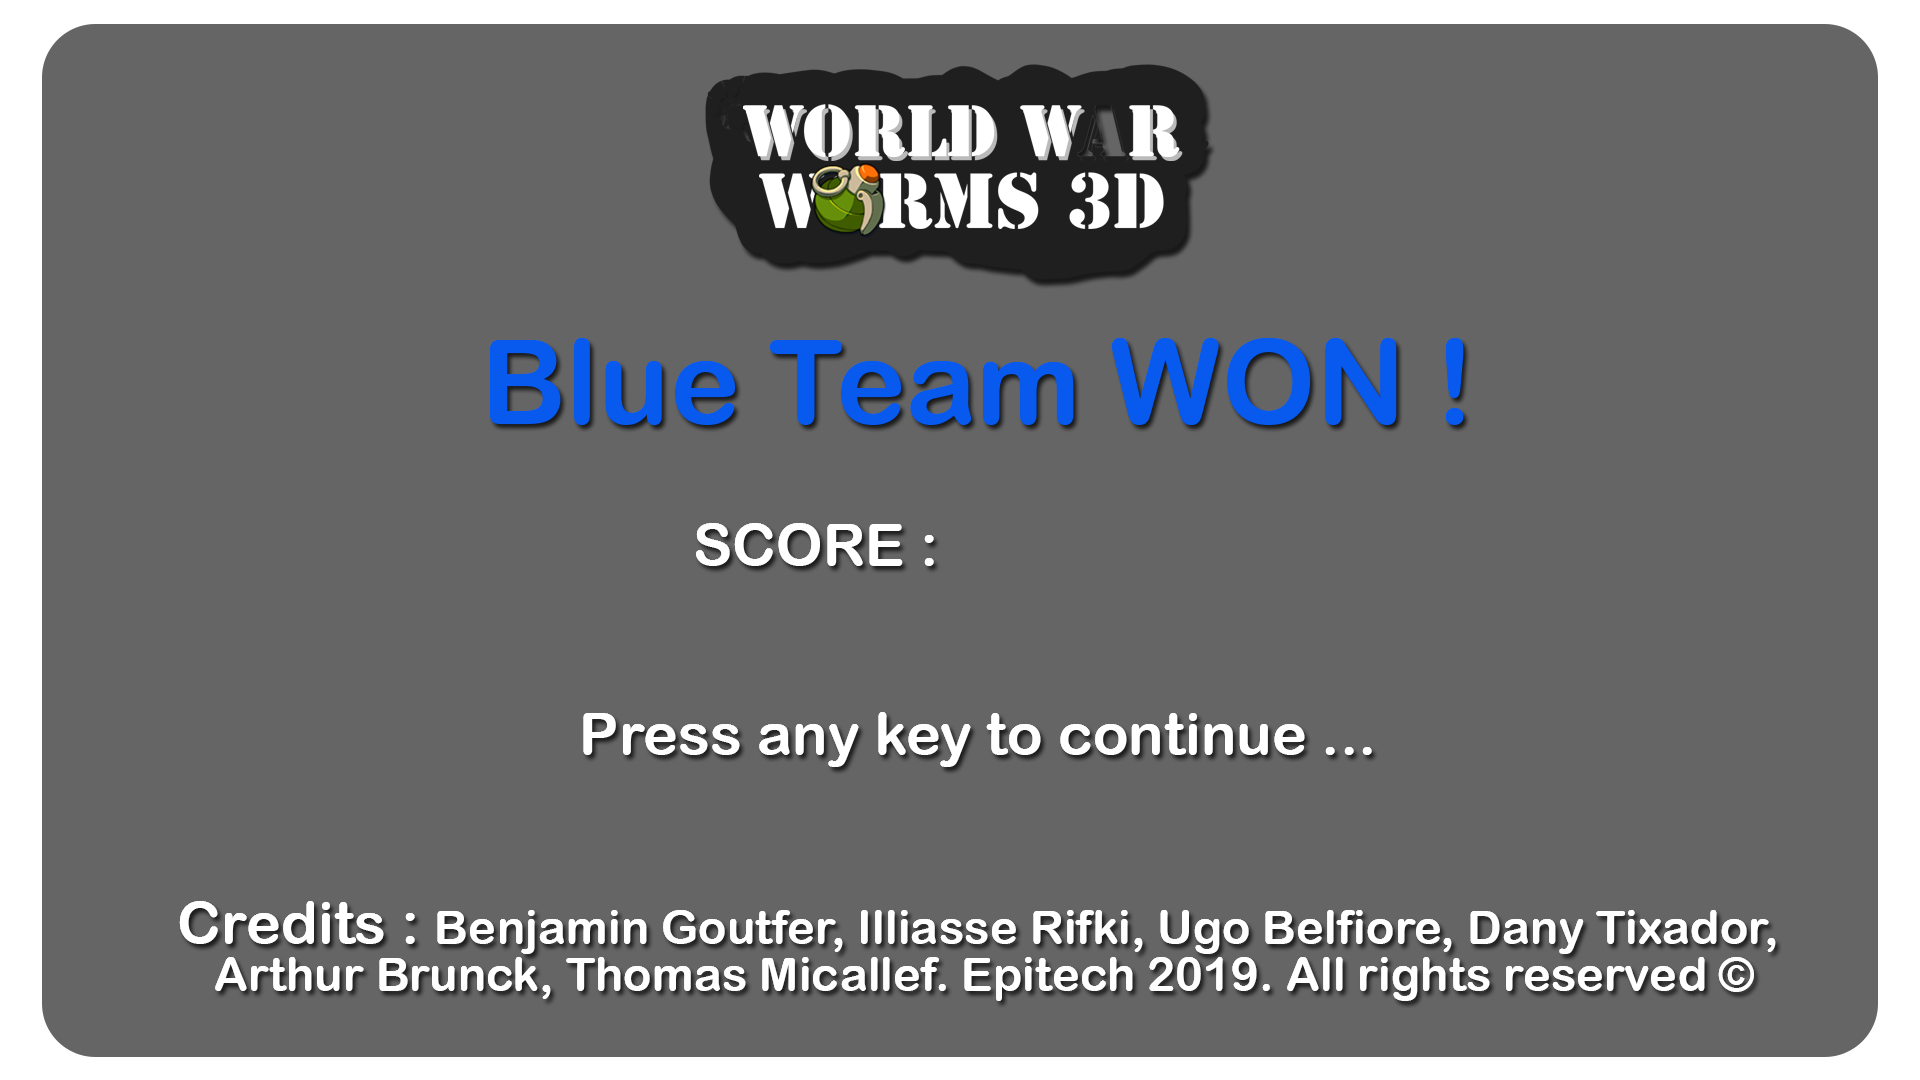 WORLD WAR
WORMS 3D
Blue Team WON !
SCORE :
Press any key to continue ...
Credits : Benjamin Goutfer, Illiasse Rifki, Ugo Belfiore, Dany Tixador,
Arthur Brunck, Thomas Micallef. Epitech 2019. All rights reserved ©